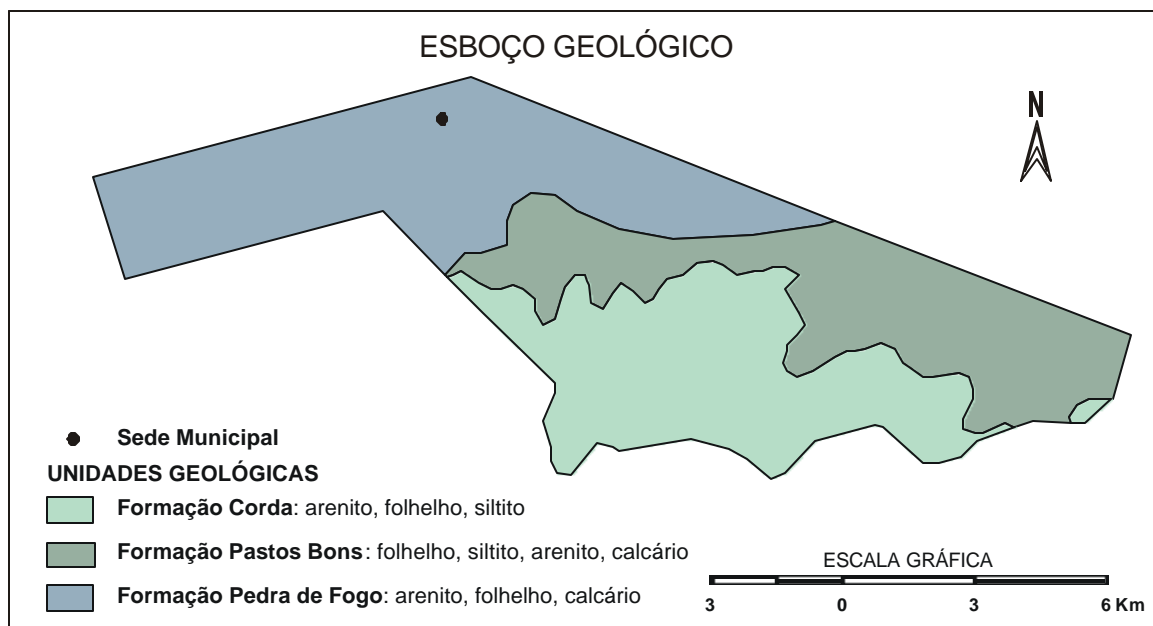 ESBOÇO GEOLÓGICO
N
Sede Municipal
UNIDADES GEOLÓGICAS
Formação Corda: arenito, folhelho, siltito
Formação Pastos Bons: folhelho, siltito, arenito, calcário
Formação Pedra de Fogo: arenito, folhelho, calcário
ESCALA GRÁFICA
3 0 3 6 Km